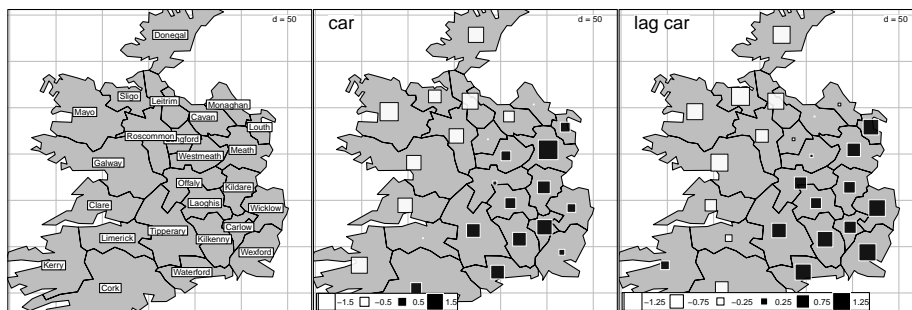 d = 50
Donegal
Sligo
Leitrim
Monaghan
Mayo
Cavan
Louth
Roscommon
ngford
Meath
Westmeath
Galway
Offaly
Kildare
Laoghis
Clare
Wicklow
Carlow
Tipperary
Limerick
Kilkenny
Wexford
Kerry
Waterford
Cork
car
d = 50
−1.5 −0.5 0.5 1.5
lag car
d = 50
−1.25 −0.75 −0.25 0.25 0.75 1.25